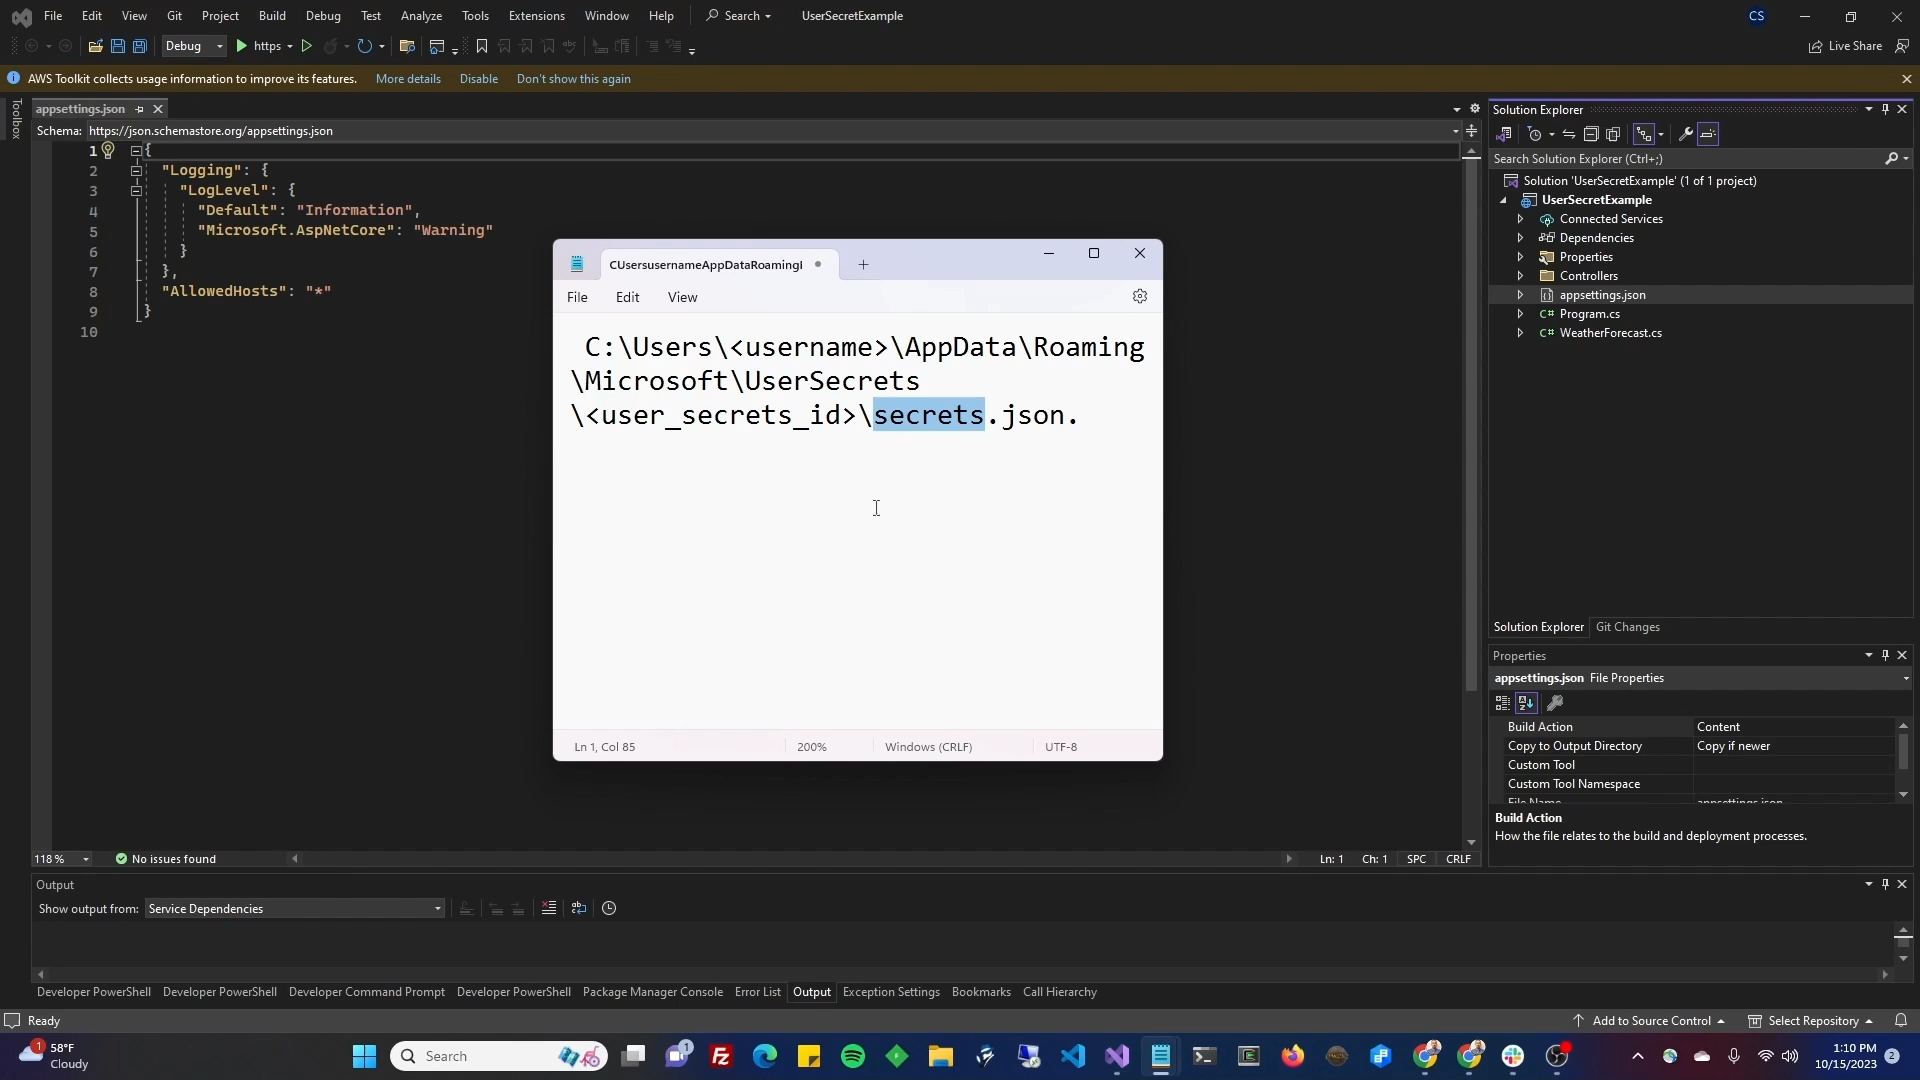 File Edit View Git Project Build Debug Test Analyze Tools Extensions Window Help Search UserSecretExample CS
Debug https Live Share
AWS Toolkit collects usage information to improve its features. More details Disable Don't show this again
Toolbox
appsettings.json
Schema: https://json.schemastore.org/appsettings.json
1 {
2 "Logging": {
3 "LogLevel": {
4 "Default": "Information",
5 "Microsoft.AspNetCore": "Warning"
6 }
7 },
8 "AllowedHosts": "*"
9 }
10
CUsersusernameAppDataRoamingI
File Edit View
C:\Users\<username>\AppData\Roaming
\Microsoft\UserSecrets
\<user_secrets_id>\secrets.json.
Ln 1, Col 85 200% Windows (CRLF) UTF-8
118 % No issues found Ln: 1 Ch: 1 SPC CRLF
Solution Explorer
Search Solution Explorer (Ctrl+;)
Solution 'UserSecretExample' (1 of 1 project)
UserSecretExample
Connected Services
Dependencies
Properties
Controllers
appsettings.json
C# Program.cs
C# WeatherForecast.cs
Solution Explorer Git Changes
Properties
appsettings.json File Properties
Build Action Content
Copy to Output Directory Copy if newer
Custom Tool
Custom Tool Namespace
File Name appsettings.json
Build Action
How the file relates to the build and deployment processes.
Output
Show output from: Service Dependencies
Developer PowerShell Developer PowerShell Developer Command Prompt Developer PowerShell Package Manager Console Error List Output Exception Settings Bookmarks Call Hierarchy
Ready Add to Source Control Select Repository
1 58°F
Cloudy
Search
1
1:10 PM
10/15/2023
2